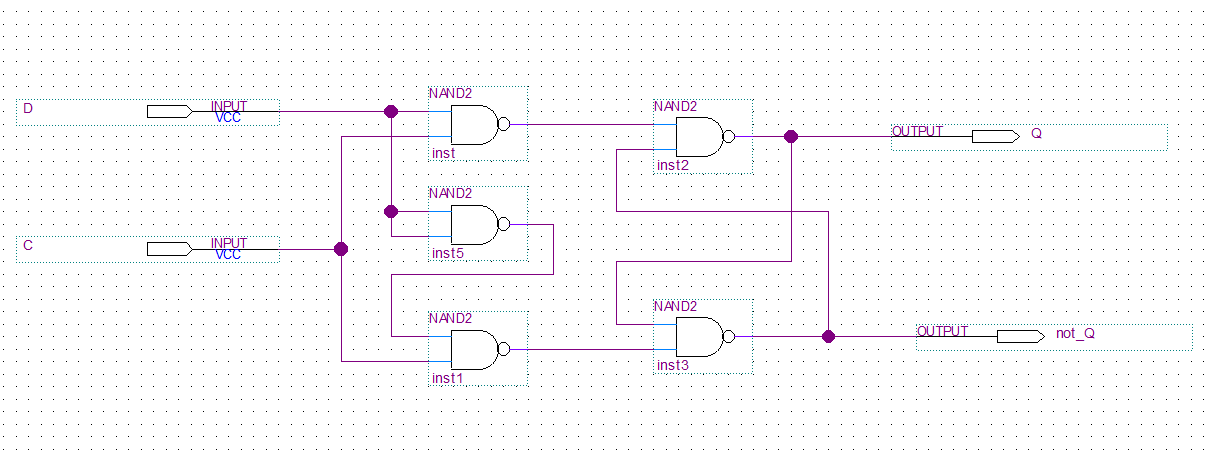 D
INPUT
VCC
NAND2
inst
NAND2
inst2
OUTPUT
Q
NAND2
inst5
C
INPUT
VCC
NAND2
inst1
NAND2
inst3
OUTPUT
not_Q